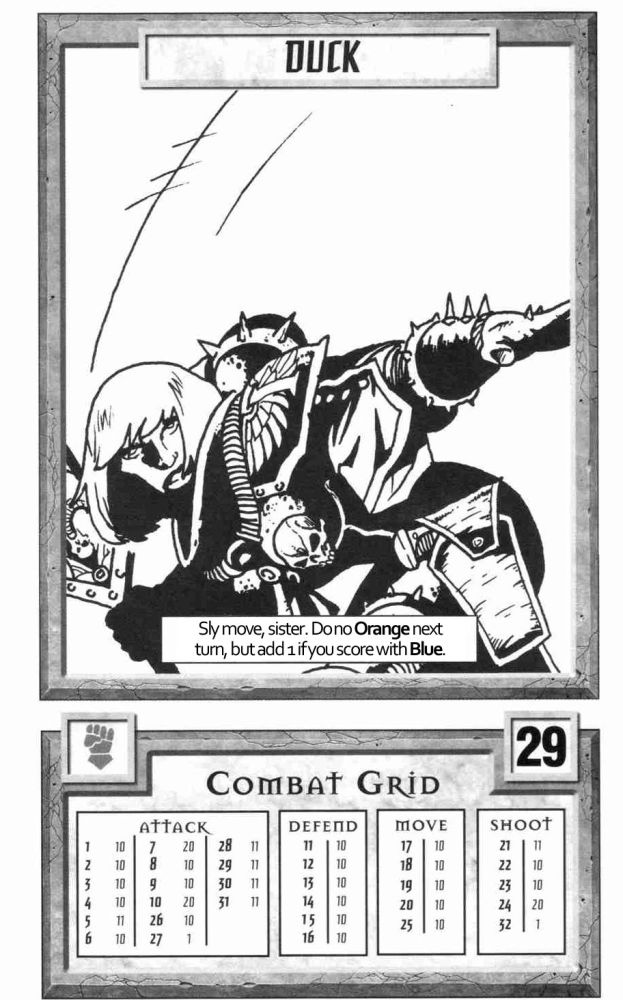 DUCK
Sly move, sister. Do no Orange next
turn, but add 1 if you score with Blue.
29
COMBAT GRID
ATTACK
1 10 7 20 28 11
2 10 8 10 29 11
3 10 9 10 30 11
4 10 10 20 31 11
5 11 26 10
6 10 27 1
DEFEND
11 10
12 10
13 10
14 10
15 10
16 10
MOVE
17 10
18 10
19 10
20 10
25 10
SHOOT
21 11
22 10
23 10
24 20
32 1